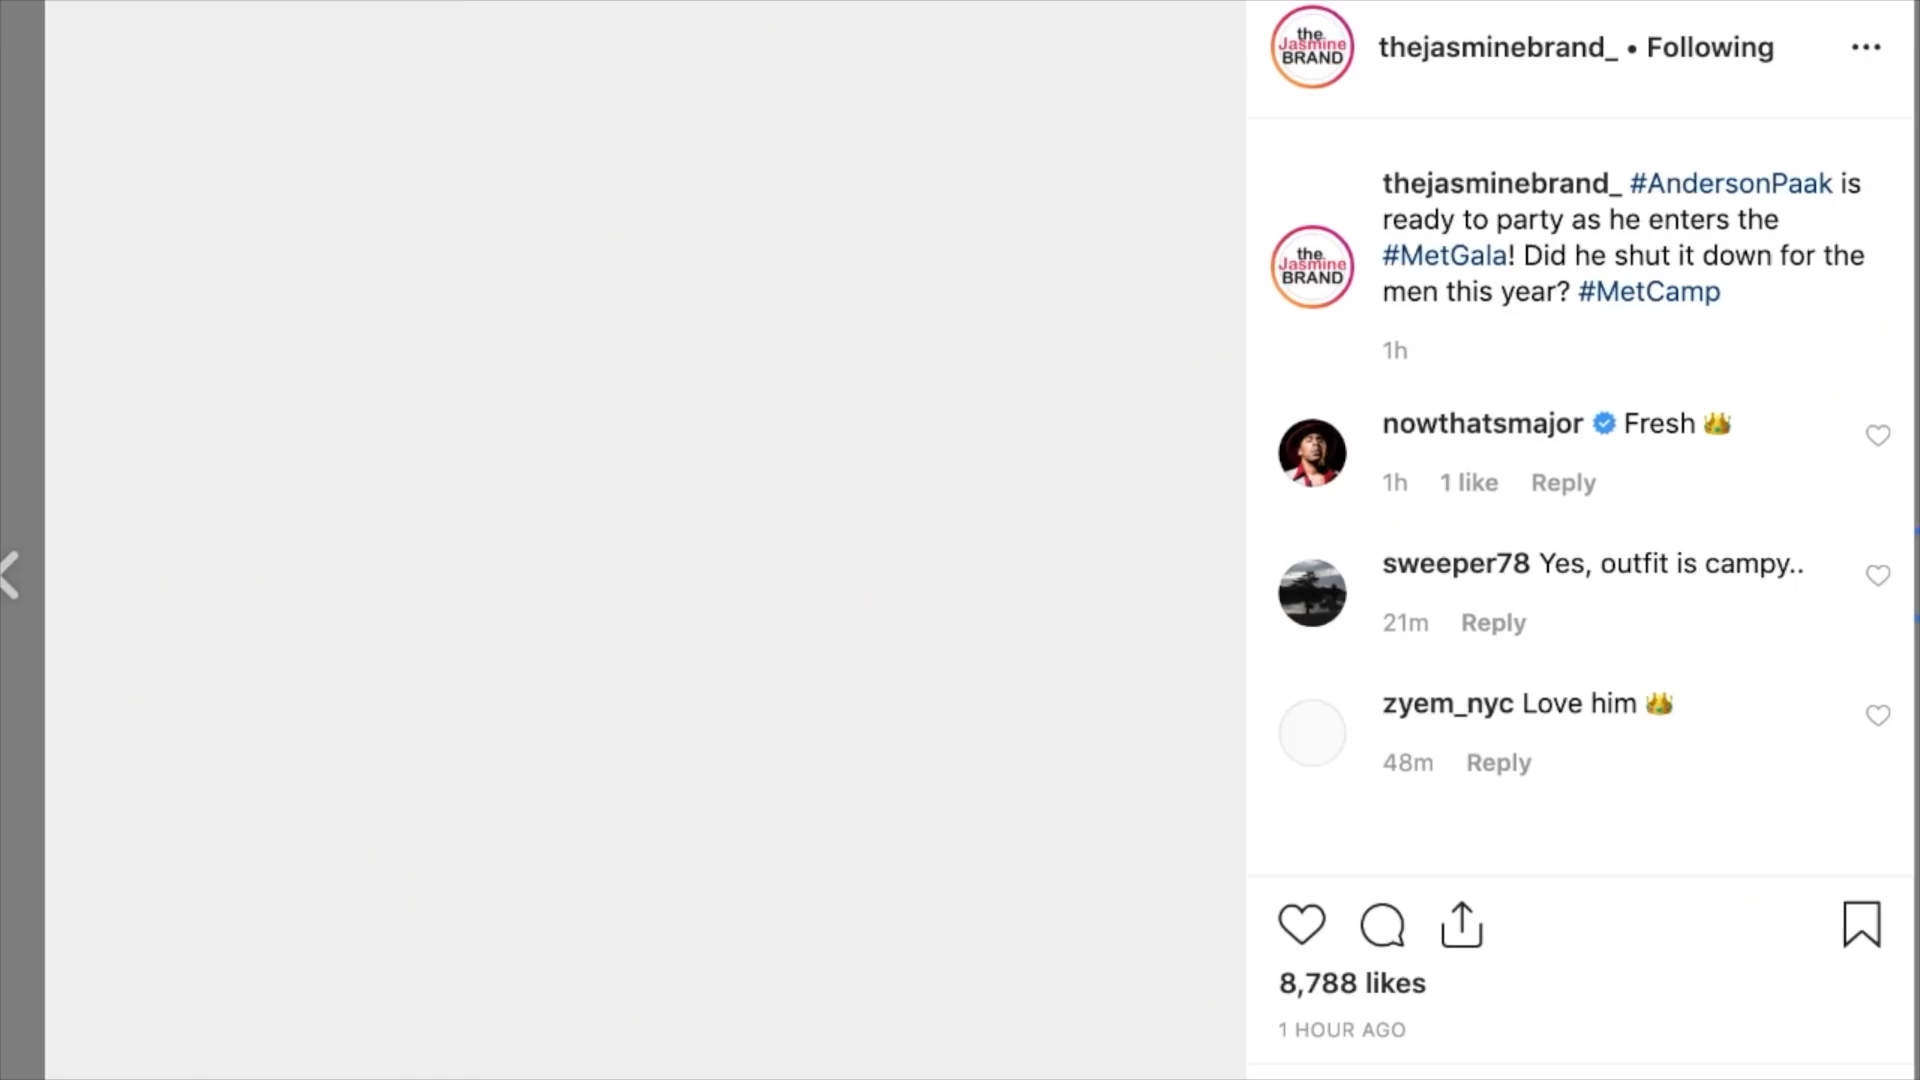 the
Jasmine
BRAND
thejasminebrand_ • Following
the
Jasmine
BRAND
thejasminebrand_ #AndersonPaak is
ready to party as he enters the
#MetGala! Did he shut it down for the
men this year? #MetCamp
1h
nowthatsmajor Fresh 👑
1h 1 like Reply
sweeper78 Yes, outfit is campy..
21m Reply
zyem_nyc Love him 👑
48m Reply
8,788 likes
1 HOUR AGO